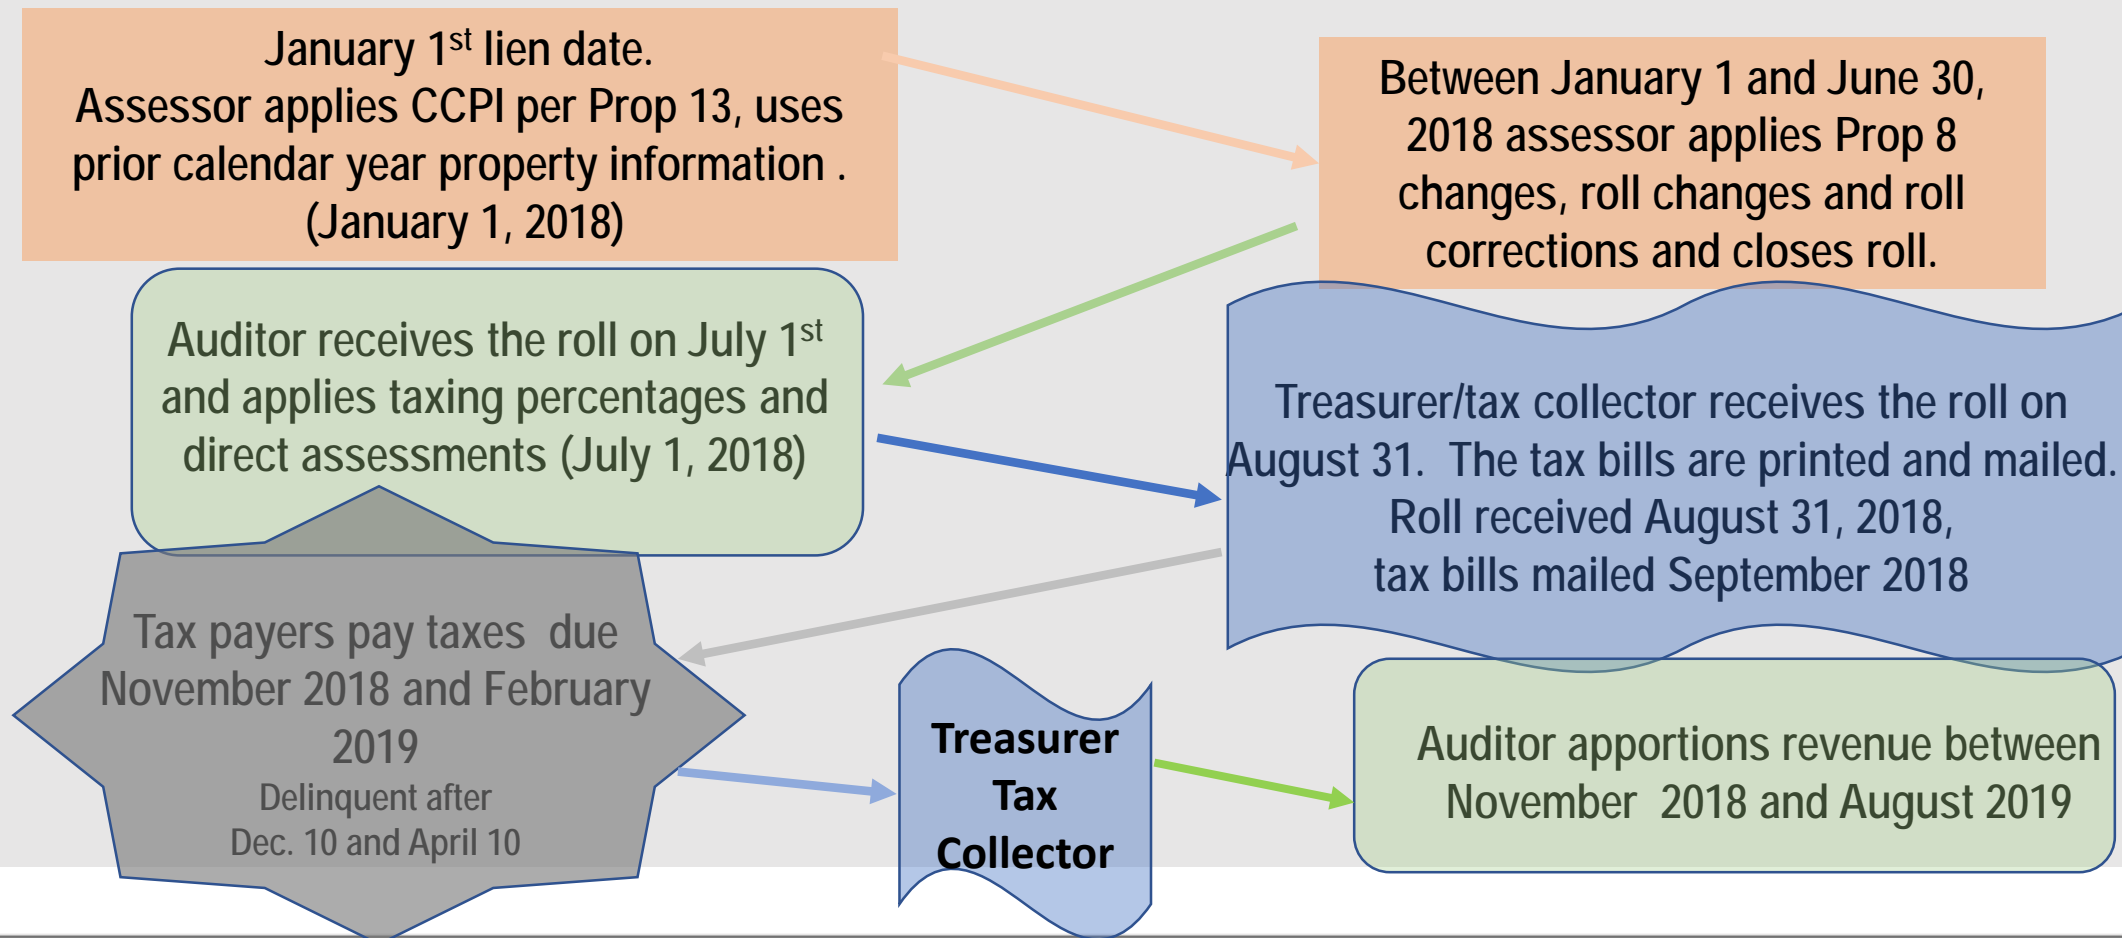 January 1st lien date.
Assessor applies CCPI per Prop 13, uses
prior calendar year property information .
(January 1, 2018)
Between January 1 and June 30,
2018 assessor applies Prop 8
changes, roll changes and roll
corrections and closes roll.
Auditor receives the roll on July 1st
and applies taxing percentages and
direct assessments (July 1, 2018)
Treasurer/tax collector receives the roll on
August 31. The tax bills are printed and mailed.
Roll received August 31, 2018,
tax bills mailed September 2018
Tax payers pay taxes due
November 2018 and February
2019
Delinquent after
Dec. 10 and April 10
Treasurer
Tax
Collector
Auditor apportions revenue between
November 2018 and August 2019